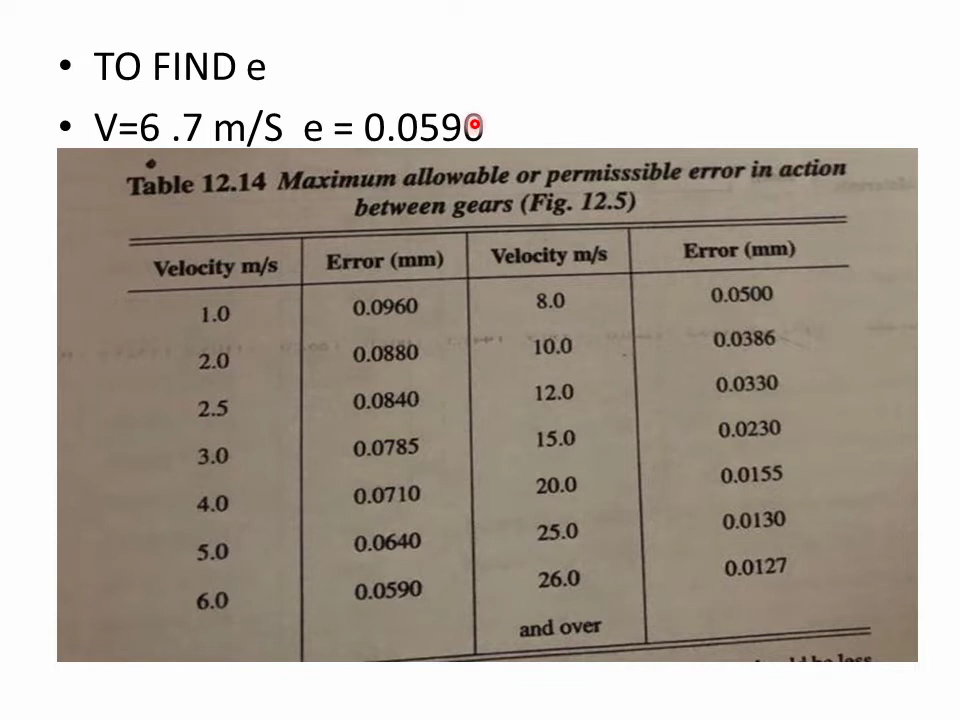 • TO FIND e
• V=6 .7 m/S e = 0.0590
Table 12.14 Maximum allowable or permisssible error in action
between gears (Fig. 12.5)
Velocity m/s Error (mm) Velocity m/s Error (mm)
1.0 0.0960 8.0 0.0500
2.0 0.0880 10.0 0.0386
2.5 0.0840 12.0 0.0330
3.0 0.0785 15.0 0.0230
4.0 0.0710 20.0 0.0155
5.0 0.0640 25.0 0.0130
6.0 0.0590 26.0 0.0127
and over